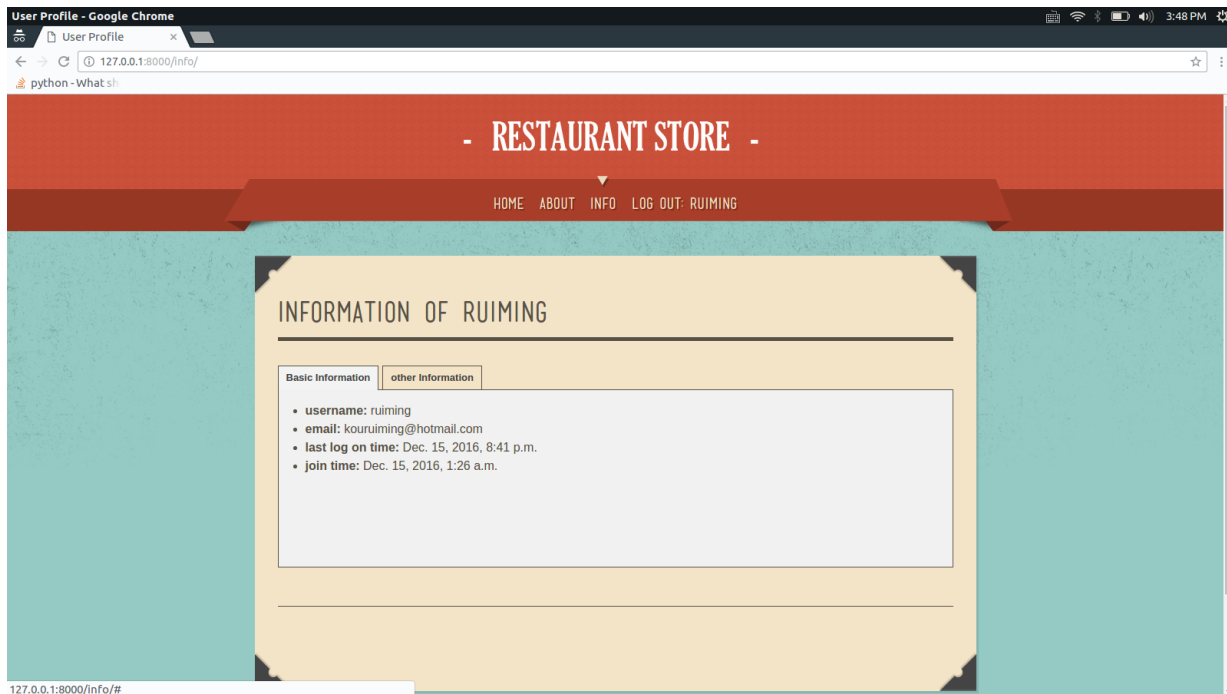 User Profile - Google Chrome 3:48 PM
User Profile
127.0.0.1:8000/info/
python - What sh
- RESTAURANT STORE -
HOME ABOUT INFO LOG OUT: RUIMING
INFORMATION OF RUIMING
Basic Information other Information
• username: ruiming
• email: kouruiming@hotmail.com
• last log on time: Dec. 15, 2016, 8:41 p.m.
• join time: Dec. 15, 2016, 1:26 a.m.
127.0.0.1:8000/info/#